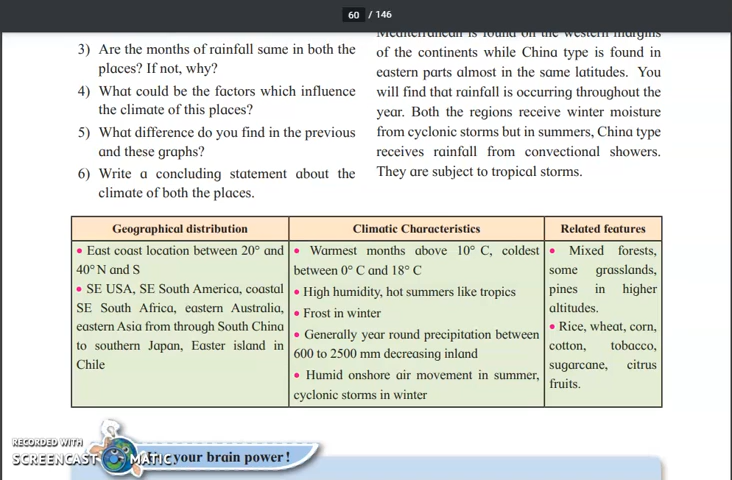 60 / 146
3) Are the months of rainfall same in both the
places? If not, why?
4) What could be the factors which influence
the climate of this places?
5) What difference do you find in the previous
and these graphs?
6) Write a concluding statement about the
climate of both the places.
Mediterranean is found on the western margins
of the continents while China type is found in
eastern parts almost in the same latitudes. You
will find that rainfall is occurring throughout the
year. Both the regions receive winter moisture
from cyclonic storms but in summers, China type
receives rainfall from convectional showers.
They are subject to tropical storms.
Geographical distribution
• East coast location between 20° and
40° N and S
• SE USA, SE South America, coastal
SE South Africa, eastern Australia,
eastern Asia from through South China
to southern Japan, Easter island in
Chile
Climatic Characteristics
• Warmest months above 10° C, coldest
between 0° C and 18° C
• High humidity, hot summers like tropics
• Frost in winter
• Generally year round precipitation between
600 to 2500 mm decreasing inland
• Humid onshore air movement in summer,
cyclonic storms in winter
Related features
• Mixed forests,
some grasslands,
pines in higher
altitudes.
• Rice, wheat, corn,
cotton, tobacco,
sugarcane, citrus
fruits.
your brain power!
RECORDED WITH
SCREENCAST MATIC